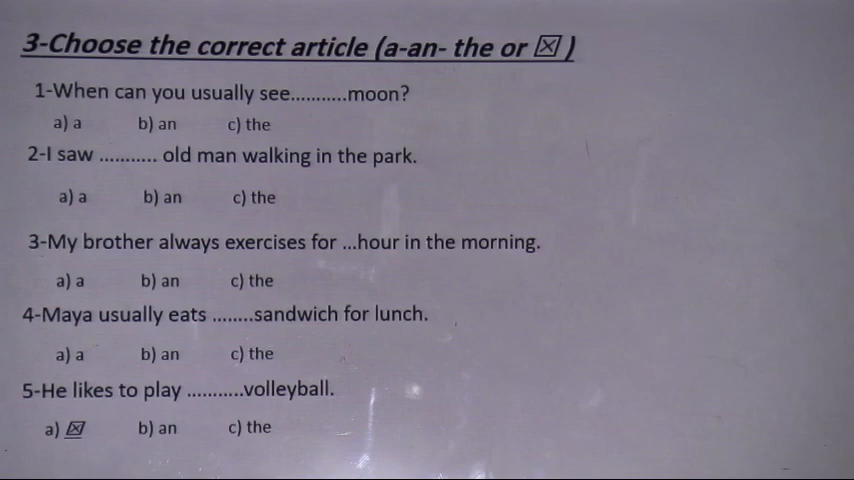 3-Choose the correct article (a-an- the or ☒ )
1-When can you usually see...........moon?
a) a b) an c) the
2-I saw ........... old man walking in the park.
a) a b) an c) the
3-My brother always exercises for ...hour in the morning.
a) a b) an c) the
4-Maya usually eats ........sandwich for lunch.
a) a b) an c) the
5-He likes to play ...........volleyball.
a) ☒ b) an c) the